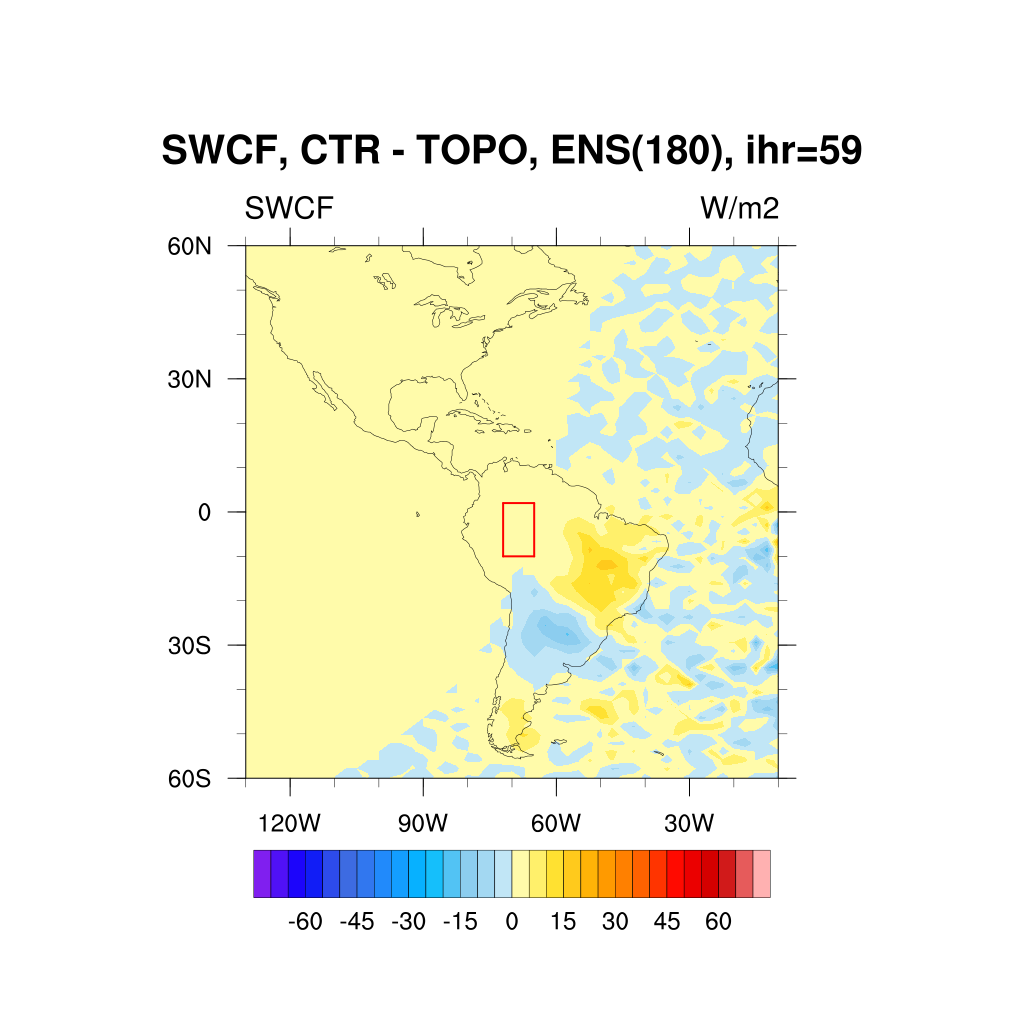 SWCF, CTR - TOPO, ENS(180), ihr=59
SWCF W/m2
60N
30N
0
30S
60S
120W 90W 60W 30W
-60 -45 -30 -15 0 15 30 45 60